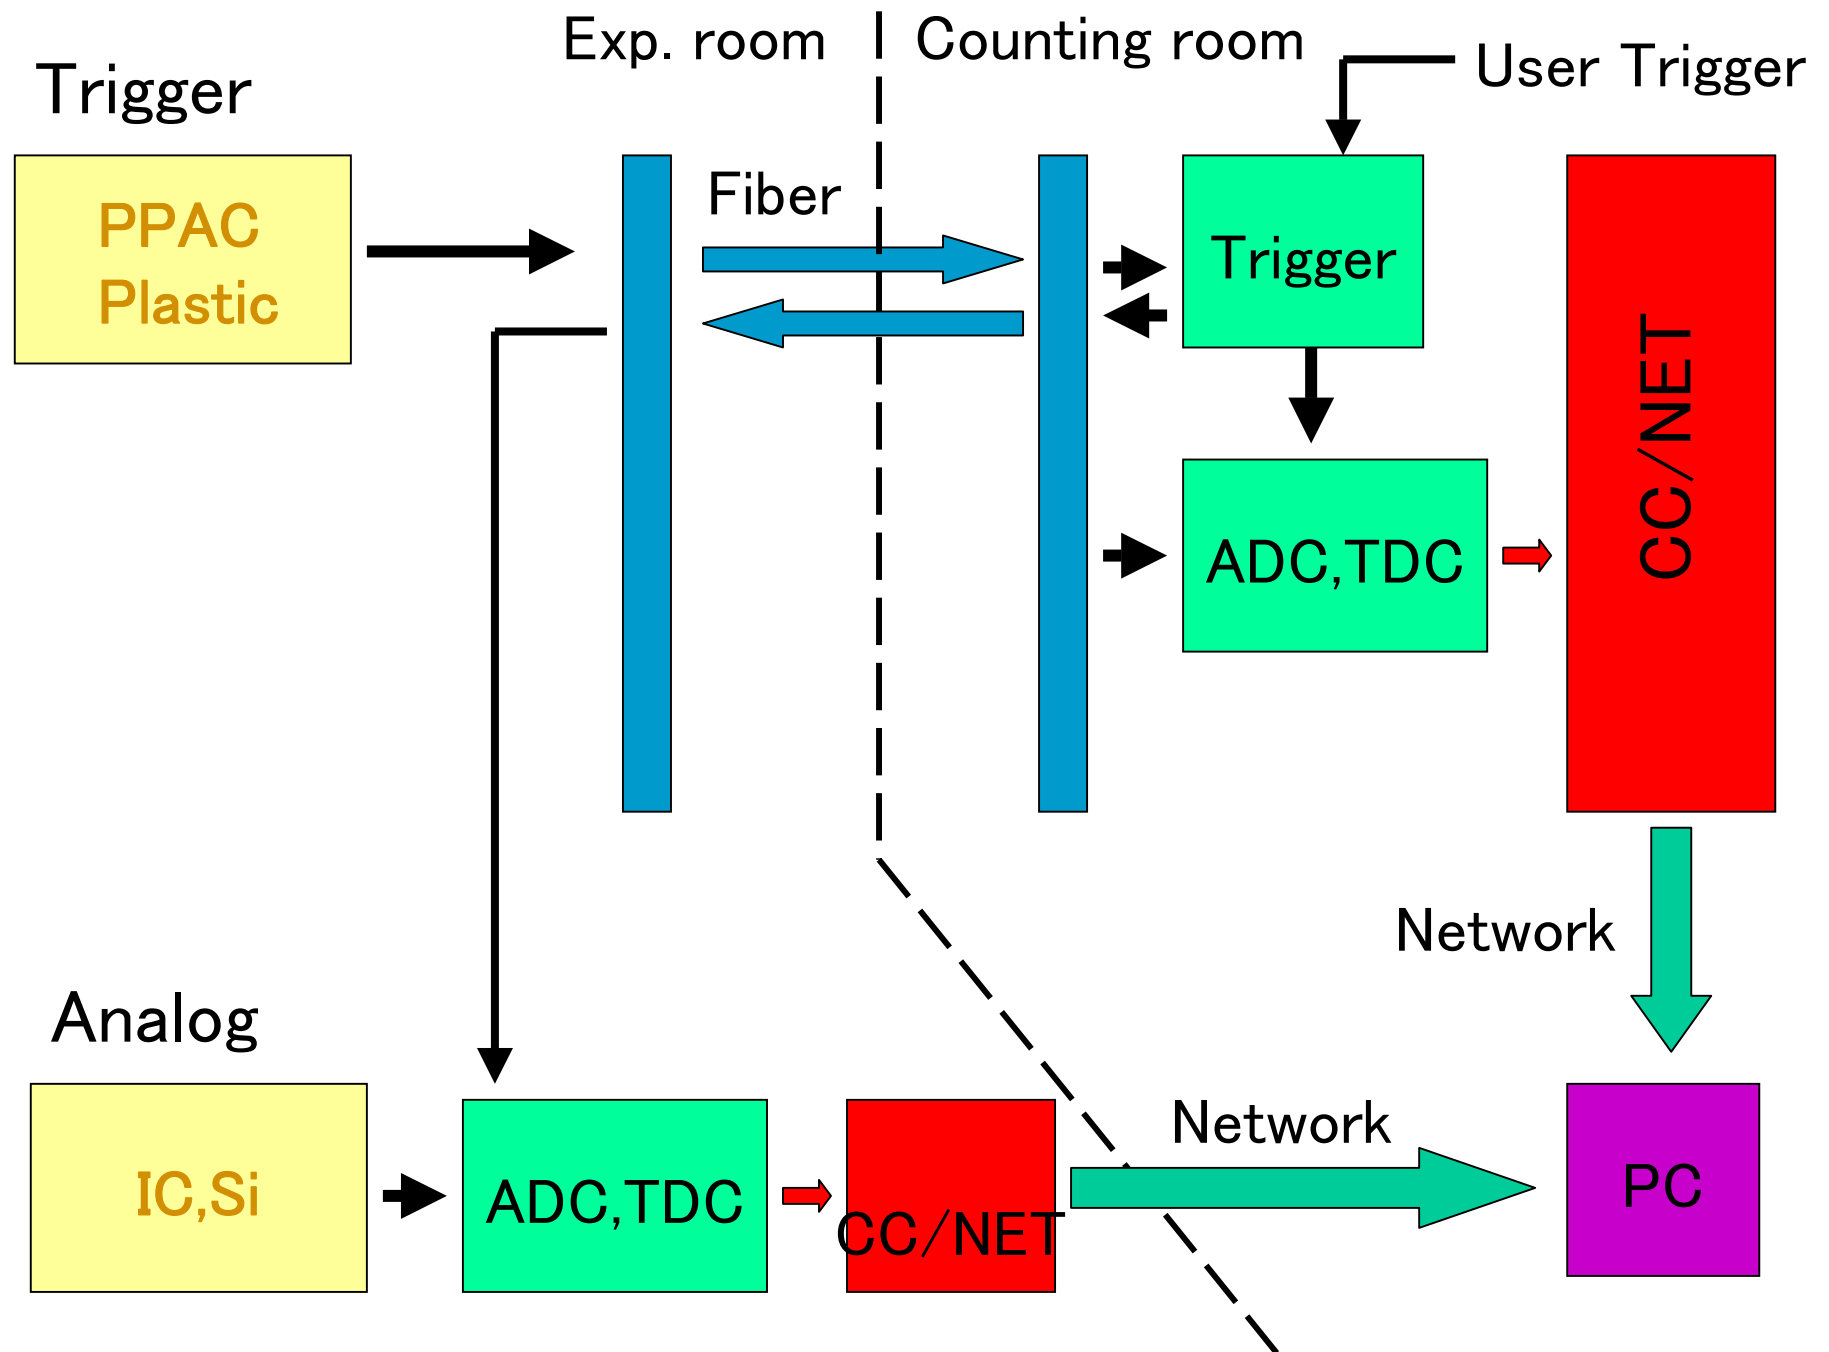 Exp. room
Counting room
User Trigger
Trigger
PPAC
Plastic
Fiber
Trigger
CC/NET
ADC,TDC
Network
Analog
IC,Si
ADC,TDC
CC/NET
Network
PC